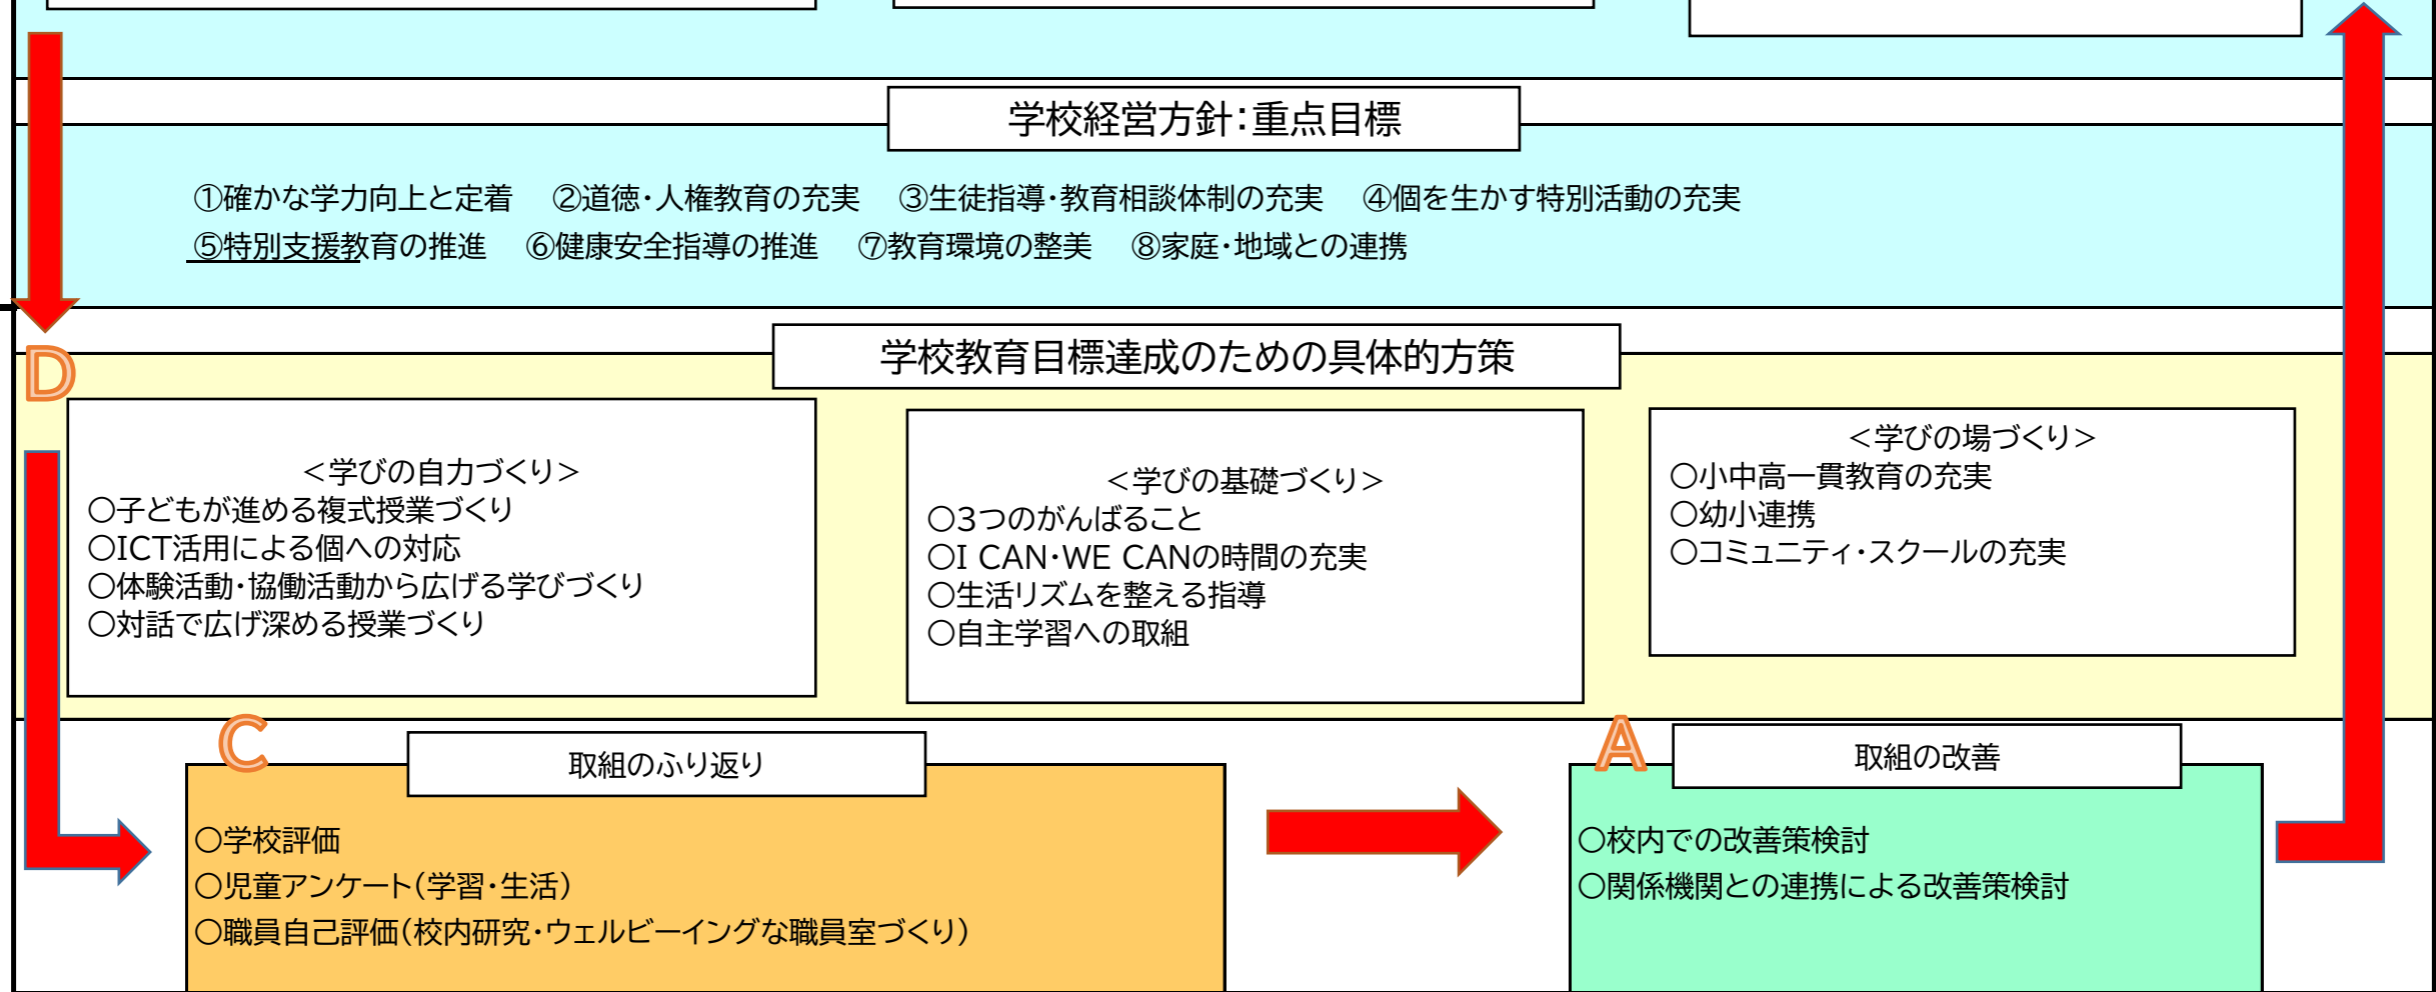 学校経営方針：重点目標
①確かな学力向上と定着　②道徳・人権教育の充実　③生徒指導・教育相談体制の充実　④個を生かす特別活動の充実
⑤特別支援教育の推進　⑥健康安全指導の推進　⑦教育環境の整美　⑧家庭・地域との連携
D
学校教育目標達成のための具体的方策
＜学びの自力づくり＞
〇子どもが進める複式授業づくり
〇ICT活用による個への対応
〇体験活動・協働活動から広げる学びづくり
〇対話で広げ深める授業づくり
＜学びの基礎づくり＞
〇3つのがんばること
〇I CAN・WE CANの時間の充実
〇生活リズムを整える指導
〇自主学習への取組
＜学びの場づくり＞
〇小中高一貫教育の充実
〇幼小連携
〇コミュニティ・スクールの充実
C
取組のふり返り
〇学校評価
〇児童アンケート（学習・生活）
〇職員自己評価（校内研究・ウェルビーイングな職員室づくり）
A
取組の改善
〇校内での改善策検討
〇関係機関との連携による改善策検討